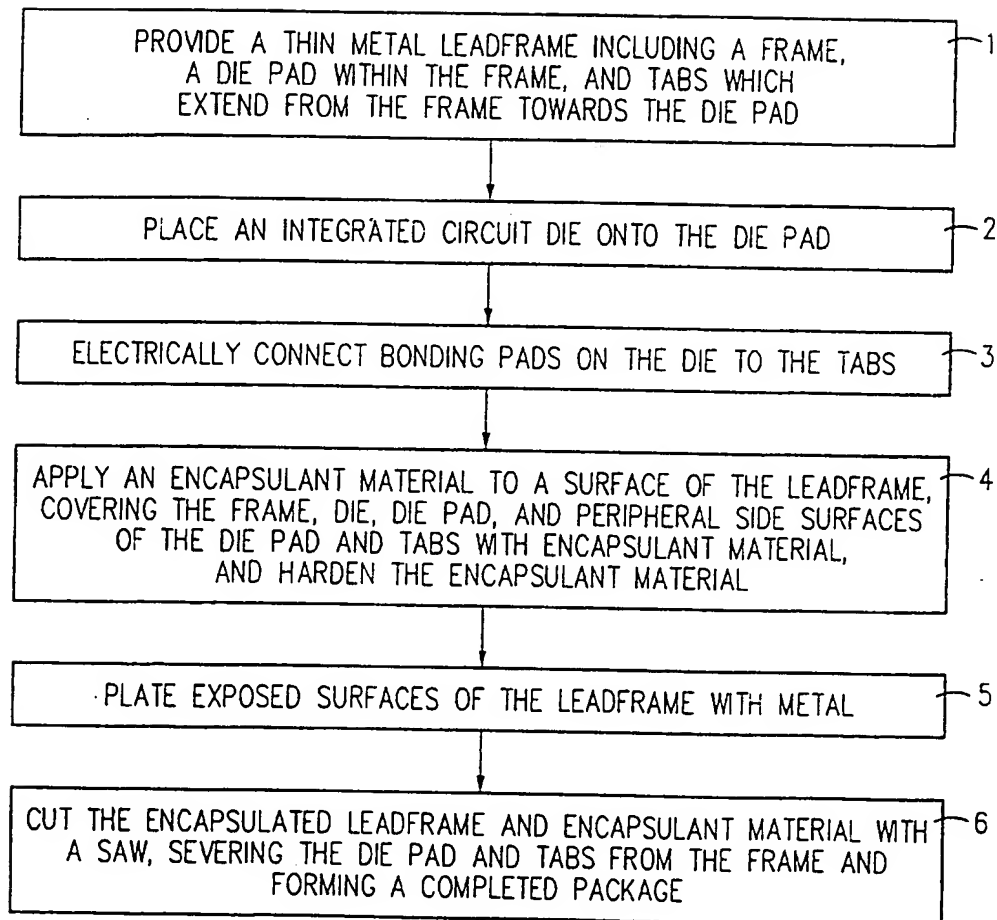 PROVIDE A THIN METAL LEADFRAME INCLUDING A FRAME,
A DIE PAD WITHIN THE FRAME, AND TABS WHICH
EXTEND FROM THE FRAME TOWARDS THE DIE PAD
1
PLACE AN INTEGRATED CIRCUIT DIE ONTO THE DIE PAD
2
ELECTRICALLY CONNECT BONDING PADS ON THE DIE TO THE TABS
3
APPLY AN ENCAPSULANT MATERIAL TO A SURFACE OF THE LEADFRAME,
COVERING THE FRAME, DIE, DIE PAD, AND PERIPHERAL SIDE SURFACES
OF THE DIE PAD AND TABS WITH ENCAPSULANT MATERIAL,
AND HARDEN THE ENCAPSULANT MATERIAL
4
PLATE EXPOSED SURFACES OF THE LEADFRAME WITH METAL
5
CUT THE ENCAPSULATED LEADFRAME AND ENCAPSULANT MATERIAL WITH
A SAW, SEVERING THE DIE PAD AND TABS FROM THE FRAME AND
FORMING A COMPLETED PACKAGE
6